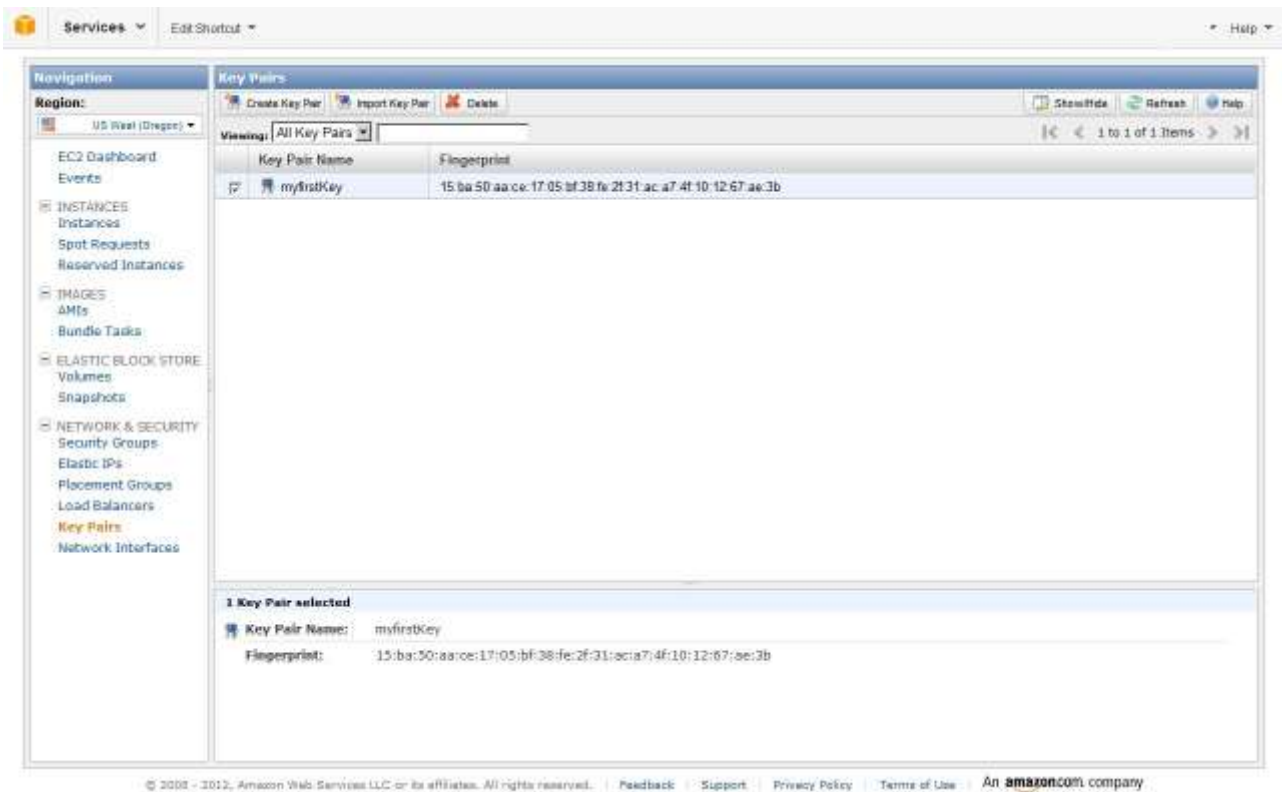 Services Edit Shortcut Help
Navigation
Region:
US West (Oregon)
EC2 Dashboard
Events
INSTANCES
Instances
Spot Requests
Reserved Instances
IMAGES
AMIs
Bundle Tasks
ELASTIC BLOCK STORE
Volumes
Snapshots
NETWORK & SECURITY
Security Groups
Elastic IPs
Placement Groups
Load Balancers
Key Pairs
Network Interfaces
Key Pairs
Create Key Pair Import Key Pair Delete Show/Hide Refresh Help
Viewing: All Key Pairs 1 to 1 of 1 Items
Key Pair Name Fingerprint
myfirstKey 15:ba:50:aa:ce:17:05:bf:38:fe:2f:31:ac:a7:4f:10:12:67:ae:3b
1 Key Pair selected
Key Pair Name: myfirstKey
Fingerprint: 15:ba:50:aa:ce:17:05:bf:38:fe:2f:31:ac:a7:4f:10:12:67:ae:3b
© 2008 - 2012, Amazon Web Services LLC or its affiliates. All rights reserved. Feedback Support Privacy Policy Terms of Use An amazon.com company